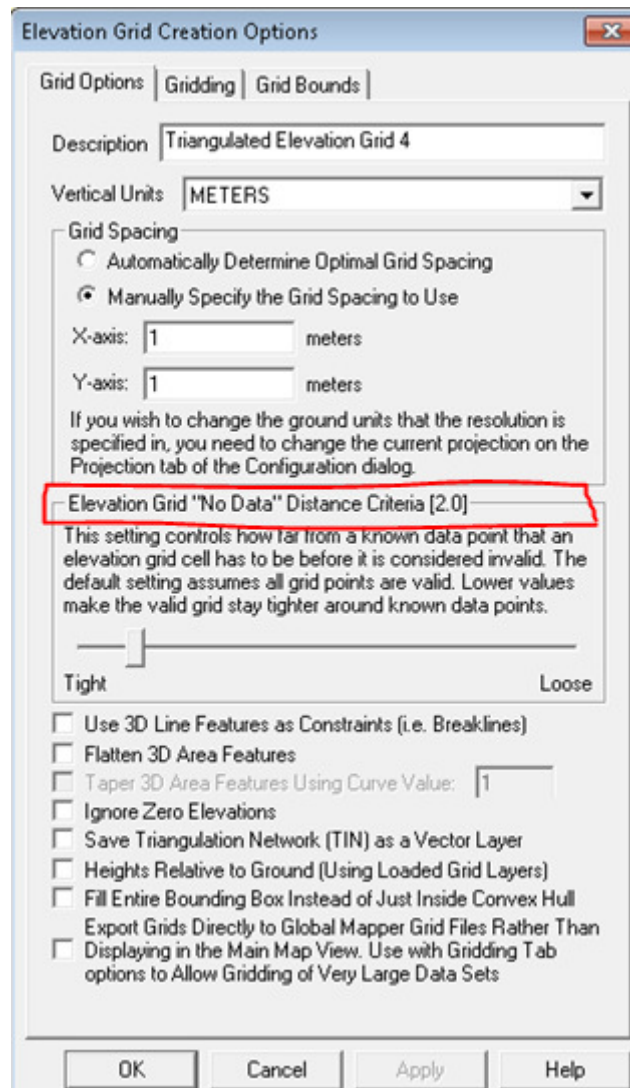 Elevation Grid Creation Options
Grid Options Gridding Grid Bounds
Description Triangulated Elevation Grid 4
Vertical Units METERS
Grid Spacing
Automatically Determine Optimal Grid Spacing
Manually Specify the Grid Spacing to Use
X-axis: 1 meters
Y-axis: 1 meters
If you wish to change the ground units that the resolution is
specified in, you need to change the current projection on the
Projection tab of the Configuration dialog.
Elevation Grid "No Data" Distance Criteria [2.0]
This setting controls how far from a known data point that an
elevation grid cell has to be before it is considered invalid. The
default setting assumes all grid points are valid. Lower values
make the valid grid stay tighter around known data points.
Tight Loose
Use 3D Line Features as Constraints (i.e. Breaklines)
Flatten 3D Area Features
Taper 3D Area Features Using Curve Value: 1
Ignore Zero Elevations
Save Triangulation Network (TIN) as a Vector Layer
Heights Relative to Ground (Using Loaded Grid Layers)
Fill Entire Bounding Box Instead of Just Inside Convex Hull
Export Grids Directly to Global Mapper Grid Files Rather Than
Displaying in the Main Map View. Use with Gridding Tab
options to Allow Gridding of Very Large Data Sets
OK Cancel Apply Help